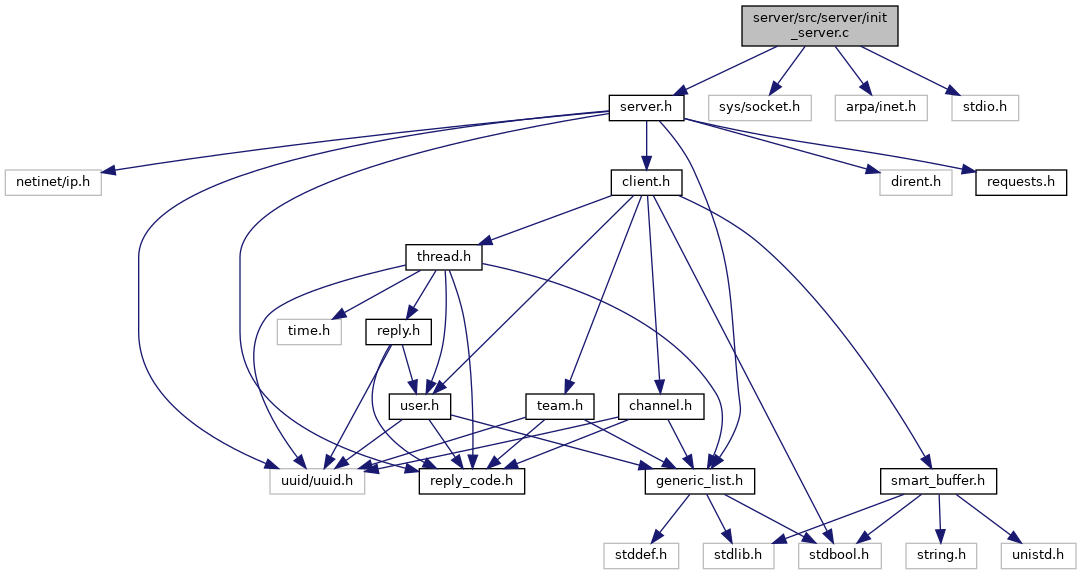 server/src/server/init
_server.c
server.h
sys/socket.h
arpa/inet.h
stdio.h
netinet/ip.h
client.h
dirent.h
requests.h
thread.h
time.h
reply.h
user.h
team.h
channel.h
uuid/uuid.h
reply_code.h
generic_list.h
smart_buffer.h
stddef.h
stdlib.h
stdbool.h
string.h
unistd.h